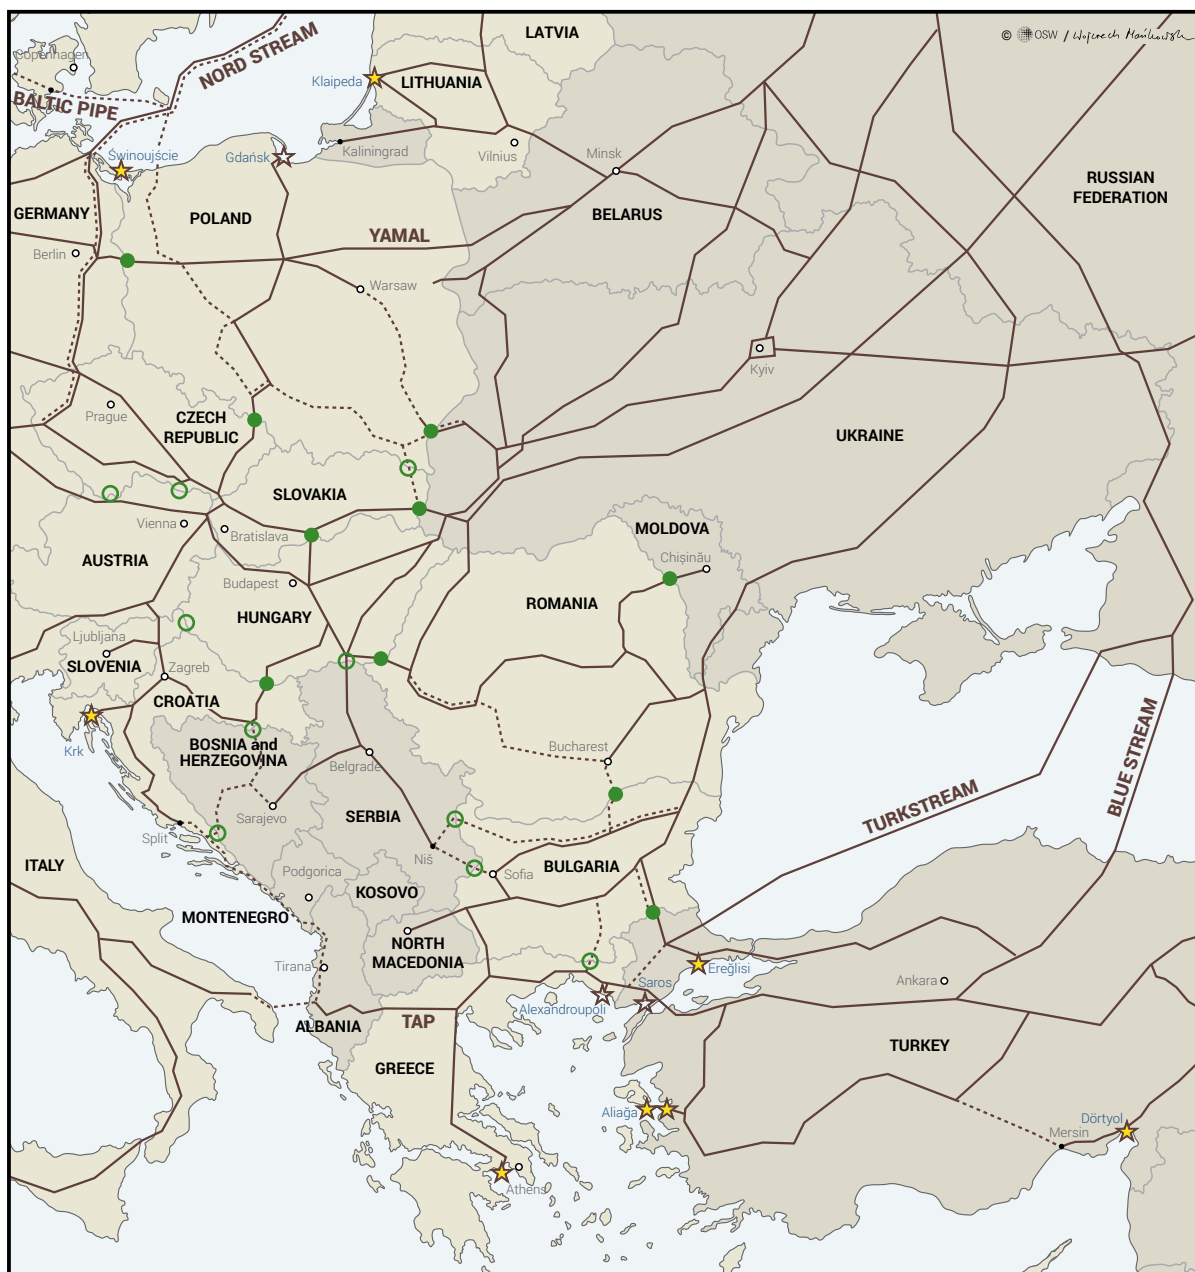 LATVIA
© OSW / Wojciech Mańkowski
Copenhagen
NORD STREAM
Klaipeda
LITHUANIA
BALTIC PIPE
Świnoujście
Gdańsk
Kaliningrad
Vilnius
Minsk
RUSSIAN
FEDERATION
GERMANY
POLAND
BELARUS
YAMAL
Berlin
Warsaw
Kyiv
Prague
CZECH
REPUBLIC
UKRAINE
SLOVAKIA
Vienna
Bratislava
MOLDOVA
Chișinău
AUSTRIA
Budapest
HUNGARY
ROMANIA
Ljubljana
SLOVENIA
Zagreb
CROATIA
Krk
BOSNIA and
HERZEGOVINA
Belgrade
Bucharest
BLUE STREAM
TURKSTREAM
Sarajevo
SERBIA
Split
Niš
ITALY
Podgorica
Sofia
BULGARIA
KOSOVO
MONTENEGRO
NORTH
MACEDONIA
Tirana
Ereğlisi
Saros
Ankara
Alexandroupoli
ALBANIA
TAP
TURKEY
GREECE
Aliağa
Dörtyol
Mersin
Athens